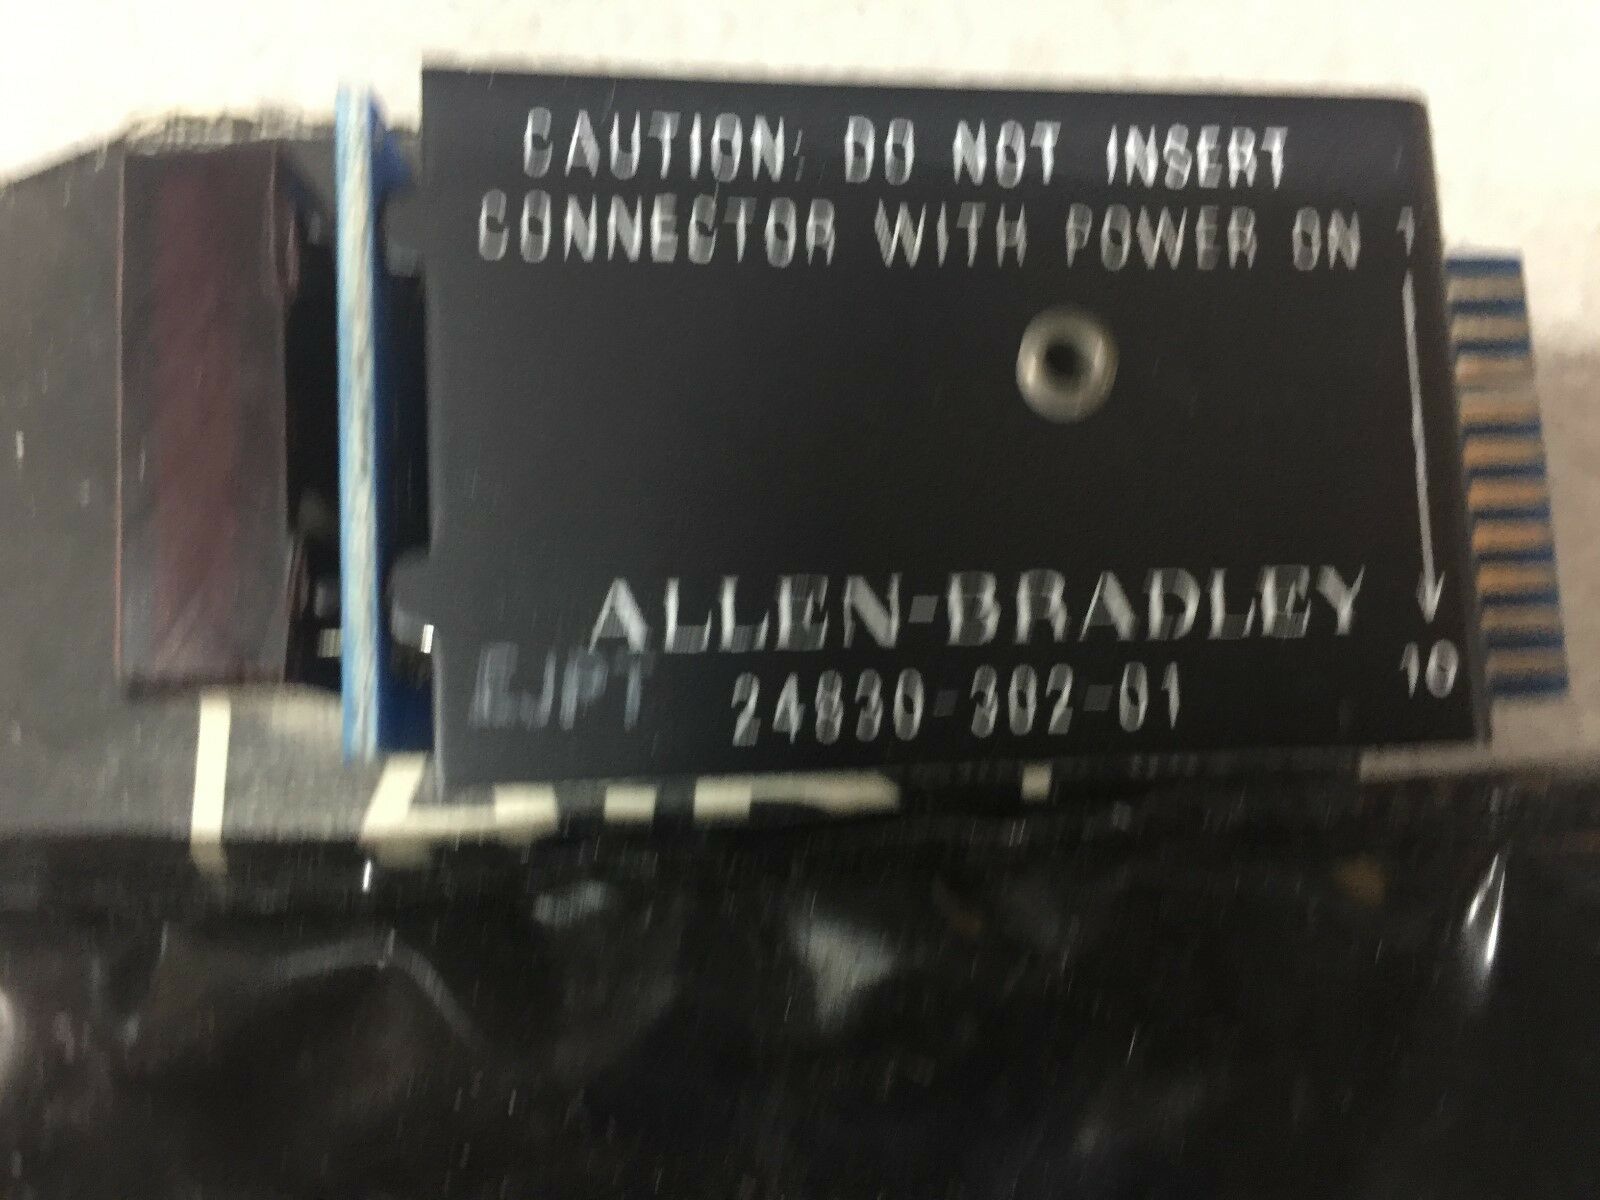 CAUTION: DO NOT INSERT
CONNECTOR WITH POWER ON 1
ALLEN-BRADLEY
24830-302-01 10